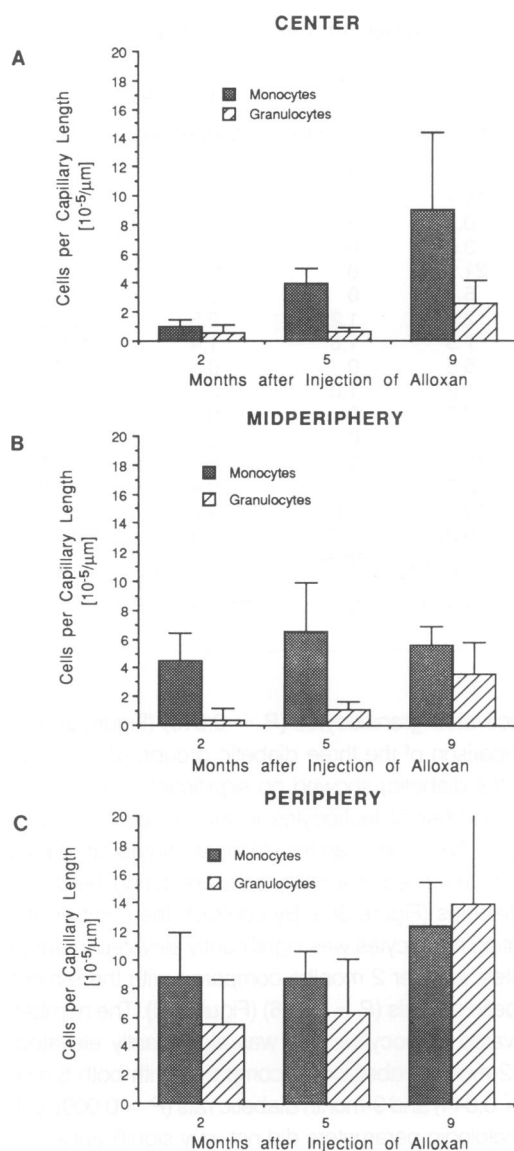 CENTER
A
20
18
16
14
12
10
8
6
4
2
0
Cells per Capillary Length
[10-5/µm]
Monocytes
Granulocytes
2 5 9
Months after Injection of Alloxan
MIDPERIPHERY
B
20
18
16
14
12
10
8
6
4
2
0
Cells per Capillary Length
[10-5/µm]
Monocytes
Granulocytes
2 5 9
Months after Injection of Alloxan
PERIPHERY
C
20
18
16
14
12
10
8
6
4
2
0
Cells per Capillary Length
[10-5/µm]
Monocytes
Granulocytes
2 5 9
Months after Injection of Alloxan